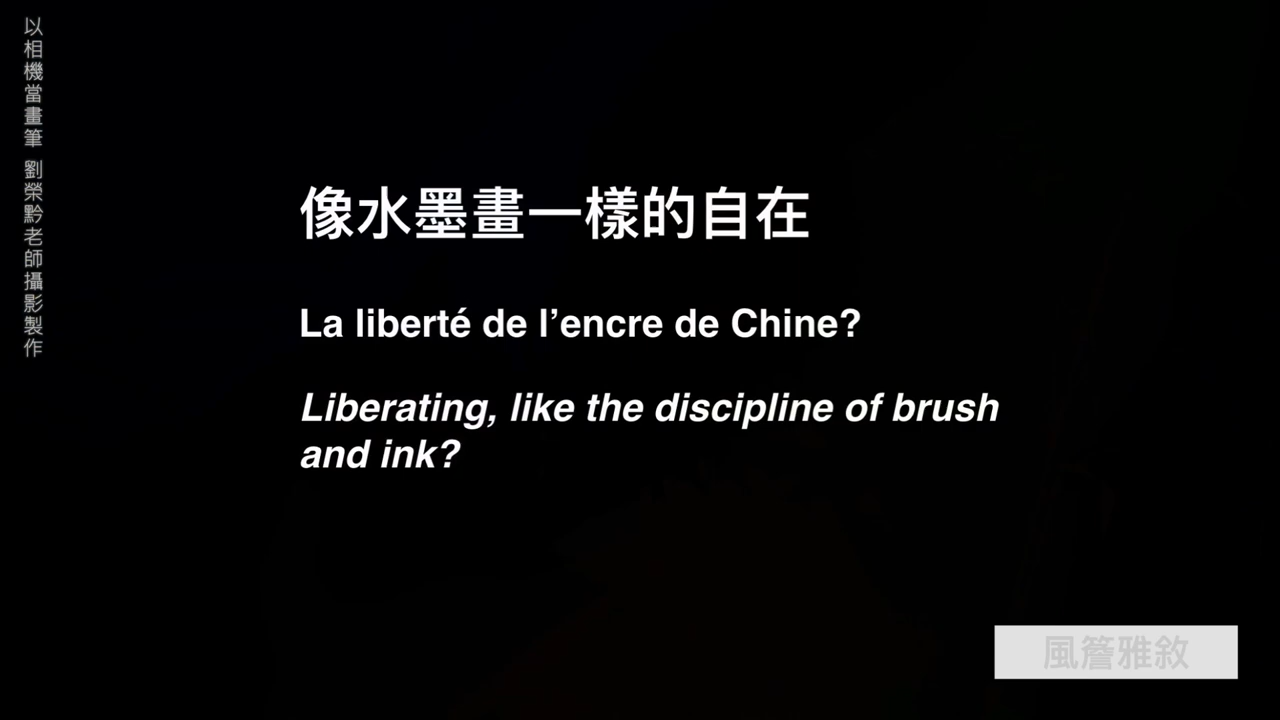 以相機當畫筆 劉榮黔老師攝影製作
像水墨畫一樣的自在
La liberté de l’encre de Chine?
Liberating, like the discipline of brush
and ink?
風簷雅敘